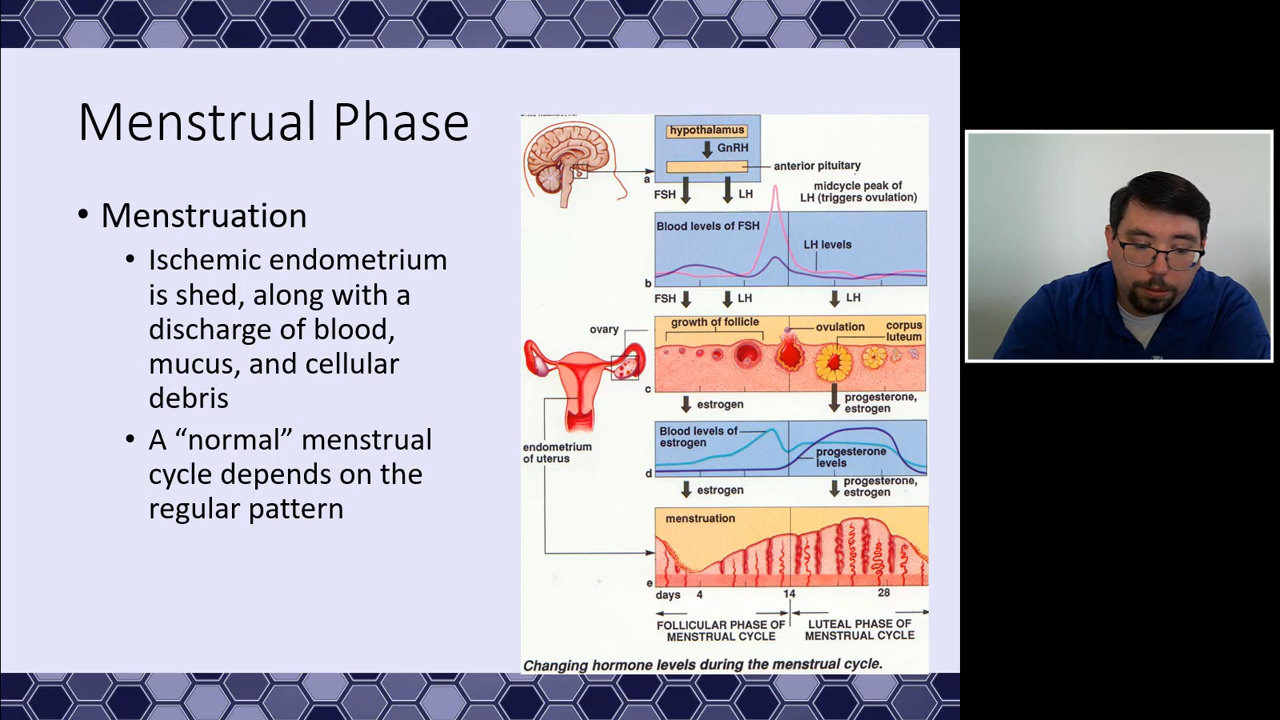 Menstrual Phase
• Menstruation
• Ischemic endometrium
is shed, along with a
discharge of blood,
mucus, and cellular
debris
• A “normal” menstrual
cycle depends on the
regular pattern
hypothalamus
GnRH
anterior pituitary
a
FSH
LH
midcycle peak of
LH (triggers ovulation)
Blood levels of FSH
LH levels
b
FSH
LH
LH
ovary
growth of follicle
ovulation
corpus
luteum
c
estrogen
progesterone,
estrogen
endometrium
of uterus
Blood levels of
estrogen
progesterone
levels
d
estrogen
progesterone,
estrogen
menstruation
e
days 4 14 28
FOLLICULAR PHASE OF
MENSTRUAL CYCLE
LUTEAL PHASE OF
MENSTRUAL CYCLE
Changing hormone levels during the menstrual cycle.